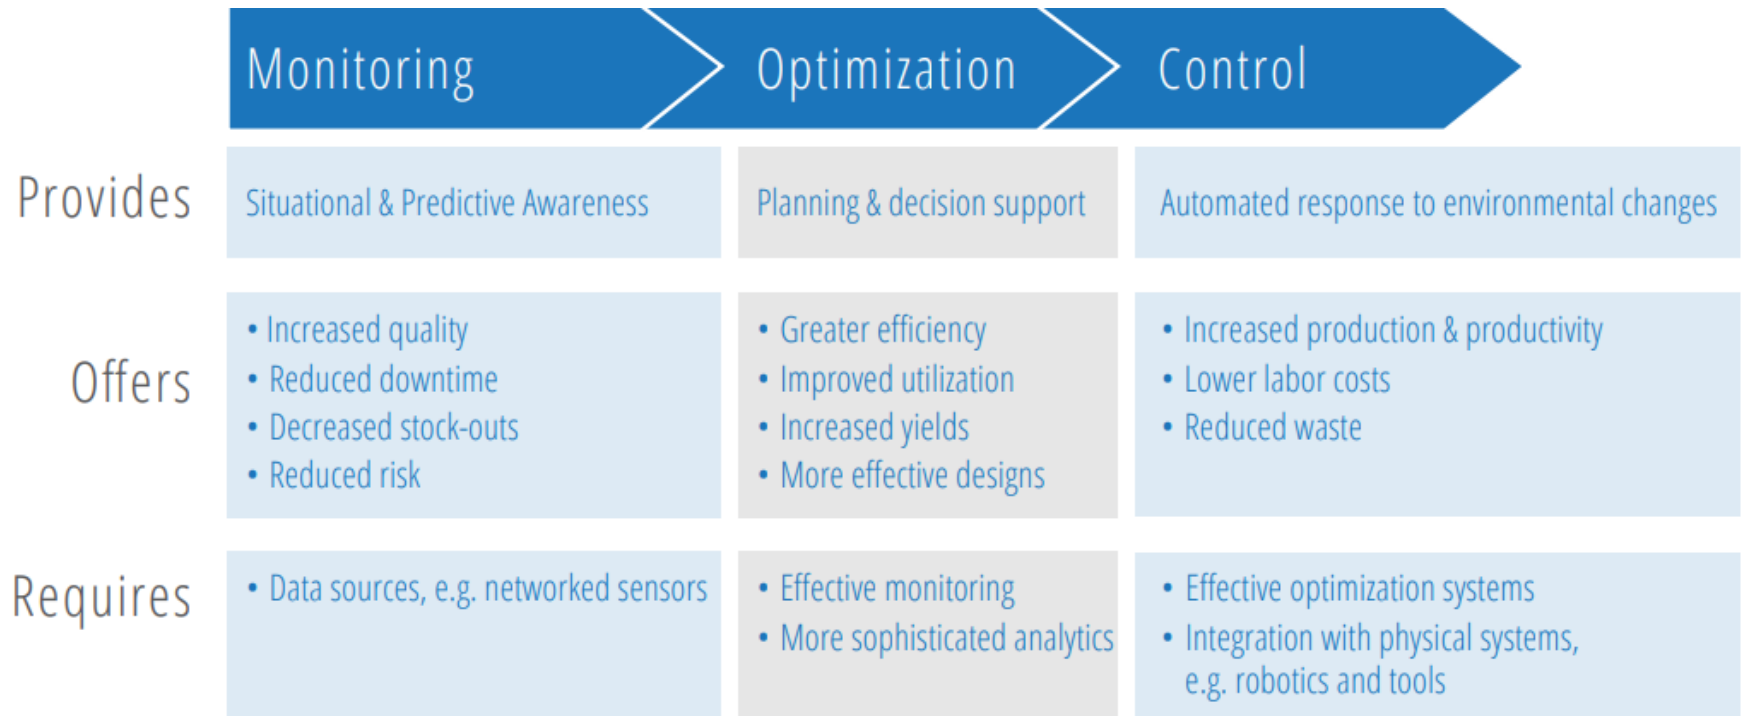 Monitoring
Optimization
Control
Provides
Situational & Predictive Awareness
Planning & decision support
Automated response to environmental changes
Offers
• Increased quality
• Reduced downtime
• Decreased stock-outs
• Reduced risk
• Greater efficiency
• Improved utilization
• Increased yields
• More effective designs
• Increased production & productivity
• Lower labor costs
• Reduced waste
Requires
• Data sources, e.g. networked sensors
• Effective monitoring
• More sophisticated analytics
• Effective optimization systems
• Integration with physical systems,
e.g. robotics and tools